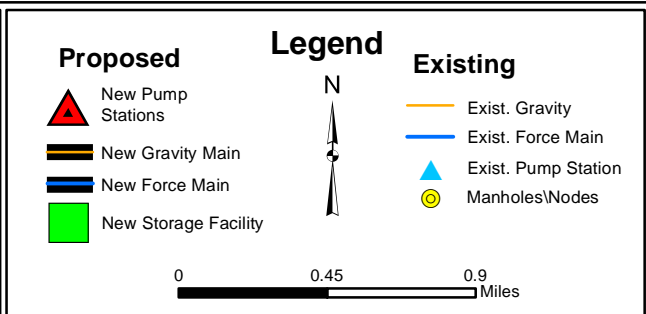 Legend
Proposed
New Pump
Stations
New Gravity Main
New Force Main
New Storage Facility
N
Existing
Exist. Gravity
Exist. Force Main
Exist. Pump Station
Manholes\Nodes
0 0.45 0.9
Miles